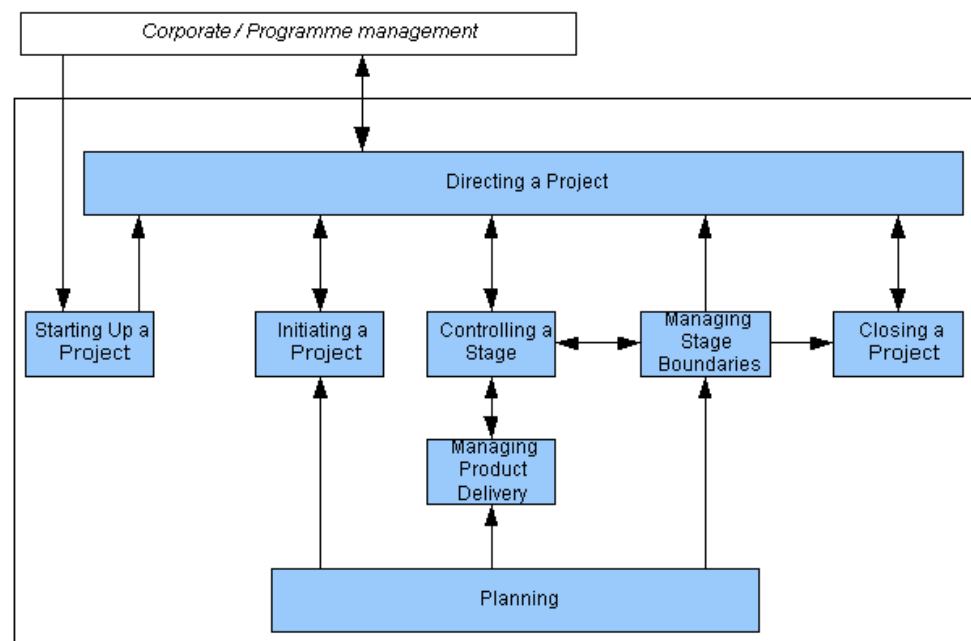 Corporate / Programme management
Directing a Project
Starting Up a
Project
Initiating a
Project
Controlling a
Stage
Managing
Stage
Boundaries
Closing a
Project
Managing
Product
Delivery
Planning